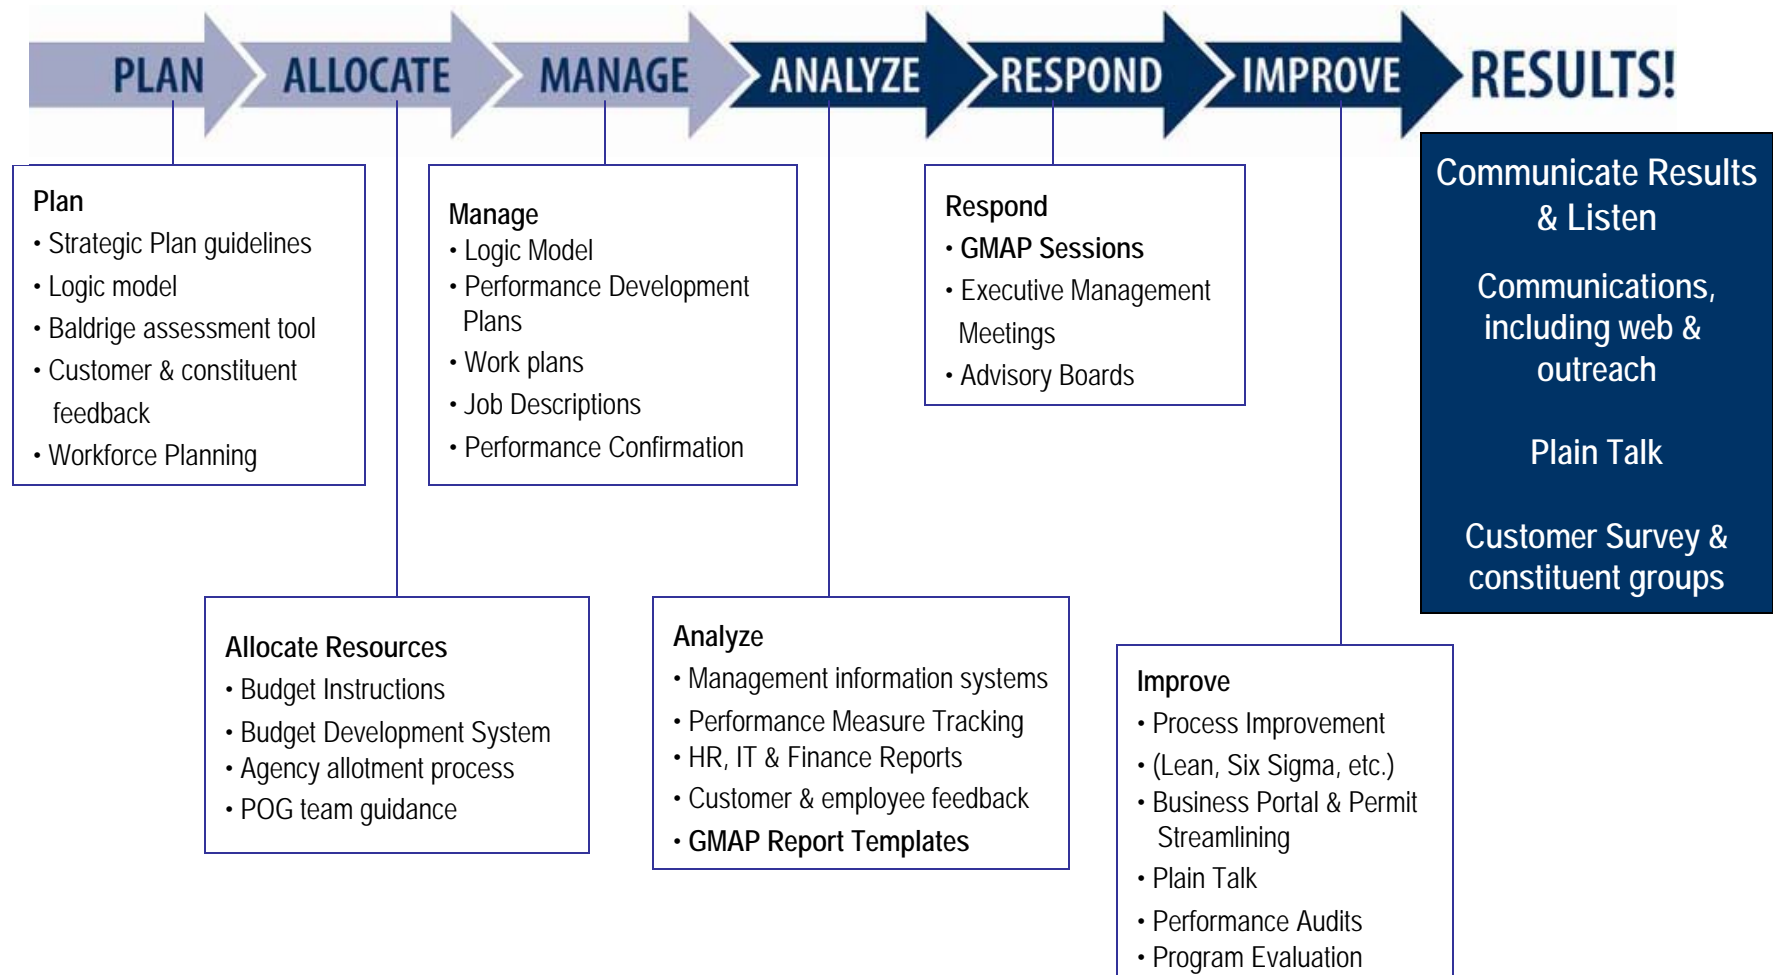 PLAN ALLOCATE MANAGE ANALYZE RESPOND IMPROVE RESULTS!
Plan
• Strategic Plan guidelines
• Logic model
• Baldrige assessment tool
• Customer & constituent
feedback
• Workforce Planning
Manage
• Logic Model
• Performance Development
Plans
• Work plans
• Job Descriptions
• Performance Confirmation
Respond
• GMAP Sessions
• Executive Management
Meetings
• Advisory Boards
Communicate Results
& Listen
Communications,
including web &
outreach
Plain Talk
Customer Survey &
constituent groups
Allocate Resources
• Budget Instructions
• Budget Development System
• Agency allotment process
• POG team guidance
Analyze
• Management information systems
• Performance Measure Tracking
• HR, IT & Finance Reports
• Customer & employee feedback
• GMAP Report Templates
Improve
• Process Improvement
• (Lean, Six Sigma, etc.)
• Business Portal & Permit
Streamlining
• Plain Talk
• Performance Audits
• Program Evaluation